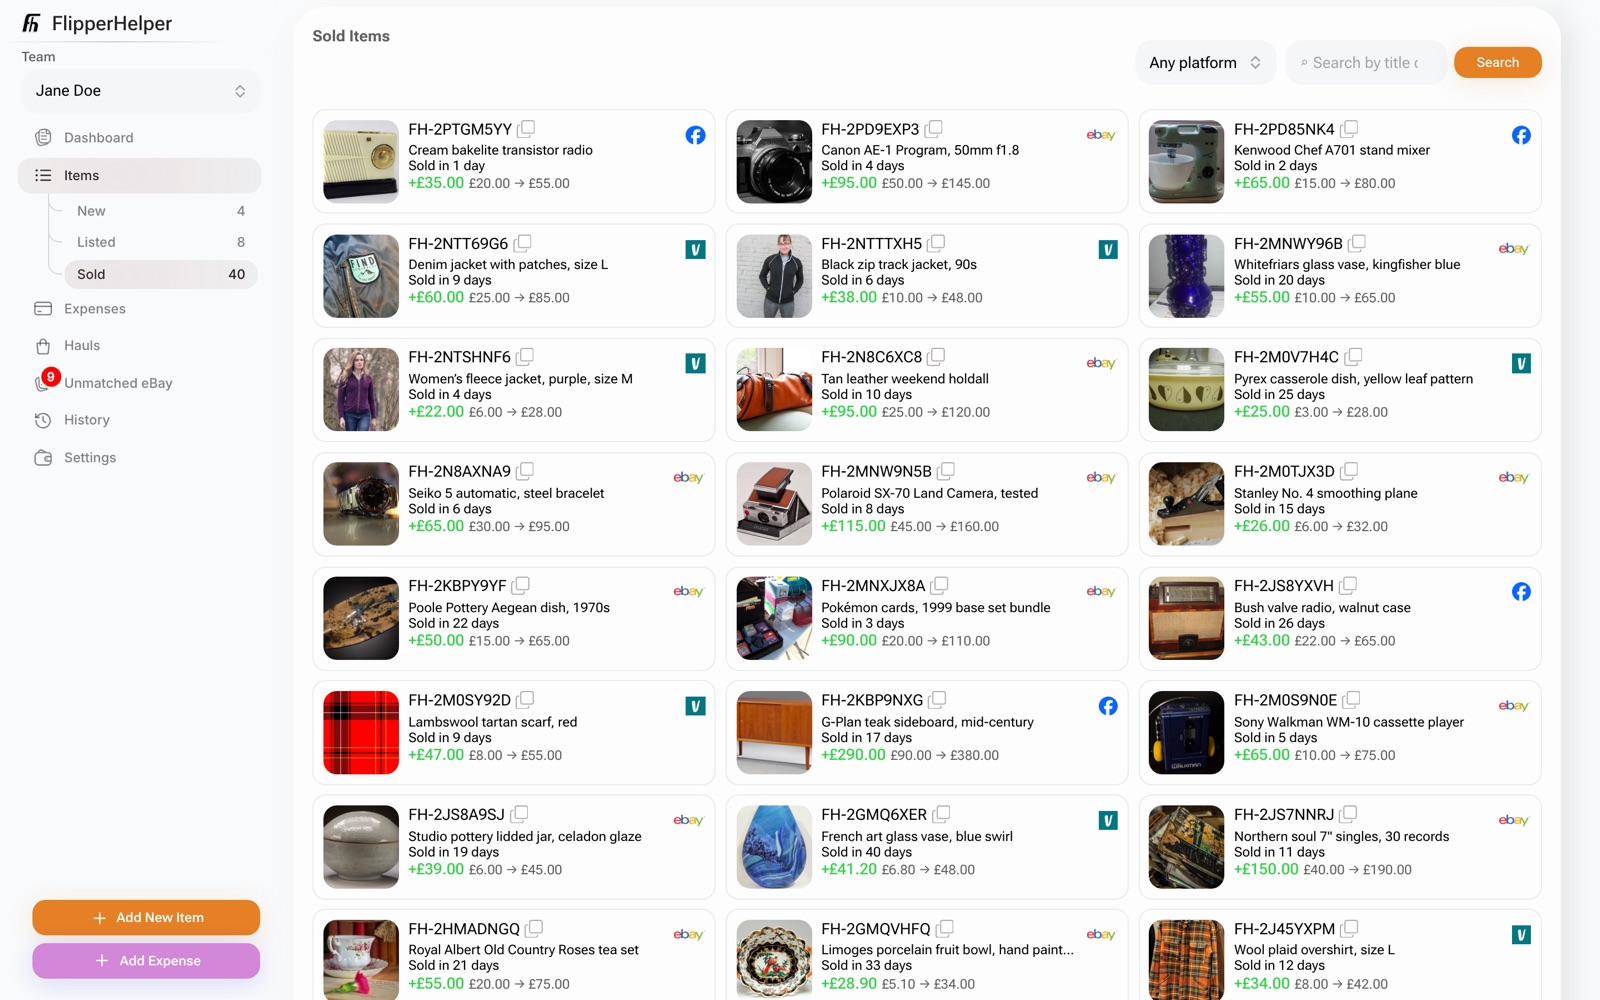 FlipperHelper
Team
Jane Doe
Dashboard
Items
New 4
Listed 8
Sold 40
Expenses
Hauls
9
Unmatched eBay
History
Settings
Add New Item
Add Expense
Sold Items
Any platform
Search by title o
Search
FH-2PTGM5YY
Cream bakelite transistor radio
Sold in 1 day
+£35.00 £20.00 → £55.00
FH-2PD9EXP3
ebay
Canon AE-1 Program, 50mm f1.8
Sold in 4 days
+£95.00 £50.00 → £145.00
FH-2PD85NK4
Kenwood Chef A701 stand mixer
Sold in 2 days
+£65.00 £15.00 → £80.00
FIND
FH-2NTT69G6
Denim jacket with patches, size L
Sold in 9 days
+£60.00 £25.00 → £85.00
FH-2NTTTXH5
Black zip track jacket, 90s
Sold in 6 days
+£38.00 £10.00 → £48.00
FH-2MNWY96B
ebay
Whitefriars glass vase, kingfisher blue
Sold in 20 days
+£55.00 £10.00 → £65.00
FH-2NTSHNF6
Women's fleece jacket, purple, size M
Sold in 4 days
+£22.00 £6.00 → £28.00
FH-2N8C6XC8
ebay
Tan leather weekend holdall
Sold in 10 days
+£95.00 £25.00 → £120.00
FH-2M0V7H4C
Pyrex casserole dish, yellow leaf pattern
Sold in 25 days
+£25.00 £3.00 → £28.00
FH-2N8AXNA9
ebay
Seiko 5 automatic, steel bracelet
Sold in 6 days
+£65.00 £30.00 → £95.00
FH-2MNW9N5B
ebay
Polaroid SX-70 Land Camera, tested
Sold in 8 days
+£115.00 £45.00 → £160.00
FH-2M0TJX3D
ebay
Stanley No. 4 smoothing plane
Sold in 15 days
+£26.00 £6.00 → £32.00
FH-2KBPY9YF
ebay
Poole Pottery Aegean dish, 1970s
Sold in 22 days
+£50.00 £15.00 → £65.00
FH-2MNXJX8A
ebay
Pokémon cards, 1999 base set bundle
Sold in 3 days
+£90.00 £20.00 → £110.00
FH-2JS8YXVH
Bush valve radio, walnut case
Sold in 26 days
+£43.00 £22.00 → £65.00
FH-2M0SY92D
Lambswool tartan scarf, red
Sold in 9 days
+£47.00 £8.00 → £55.00
FH-2KBP9NXG
G-Plan teak sideboard, mid-century
Sold in 17 days
+£290.00 £90.00 → £380.00
WALKMAN
FH-2M0S9N0E
ebay
Sony Walkman WM-10 cassette player
Sold in 5 days
+£65.00 £10.00 → £75.00
FH-2JS8A9SJ
ebay
Studio pottery lidded jar, celadon glaze
Sold in 19 days
+£39.00 £6.00 → £45.00
FH-2GMQ6XER
French art glass vase, blue swirl
Sold in 40 days
+£41.20 £6.80 → £48.00
FH-2JS7NNRJ
ebay
Northern soul 7" singles, 30 records
Sold in 11 days
+£150.00 £40.00 → £190.00
FH-2HMADNGQ
ebay
Royal Albert Old Country Roses tea set
Sold in 21 days
+£55.00 £20.00 → £75.00
FH-2GMQVHFQ
ebay
Limoges porcelain fruit bowl, hand paint...
Sold in 33 days
+£28.90 £5.10 → £34.00
FH-2J45YXPM
Wool plaid overshirt, size L
Sold in 12 days
+£34.00 £8.00 → £42.00